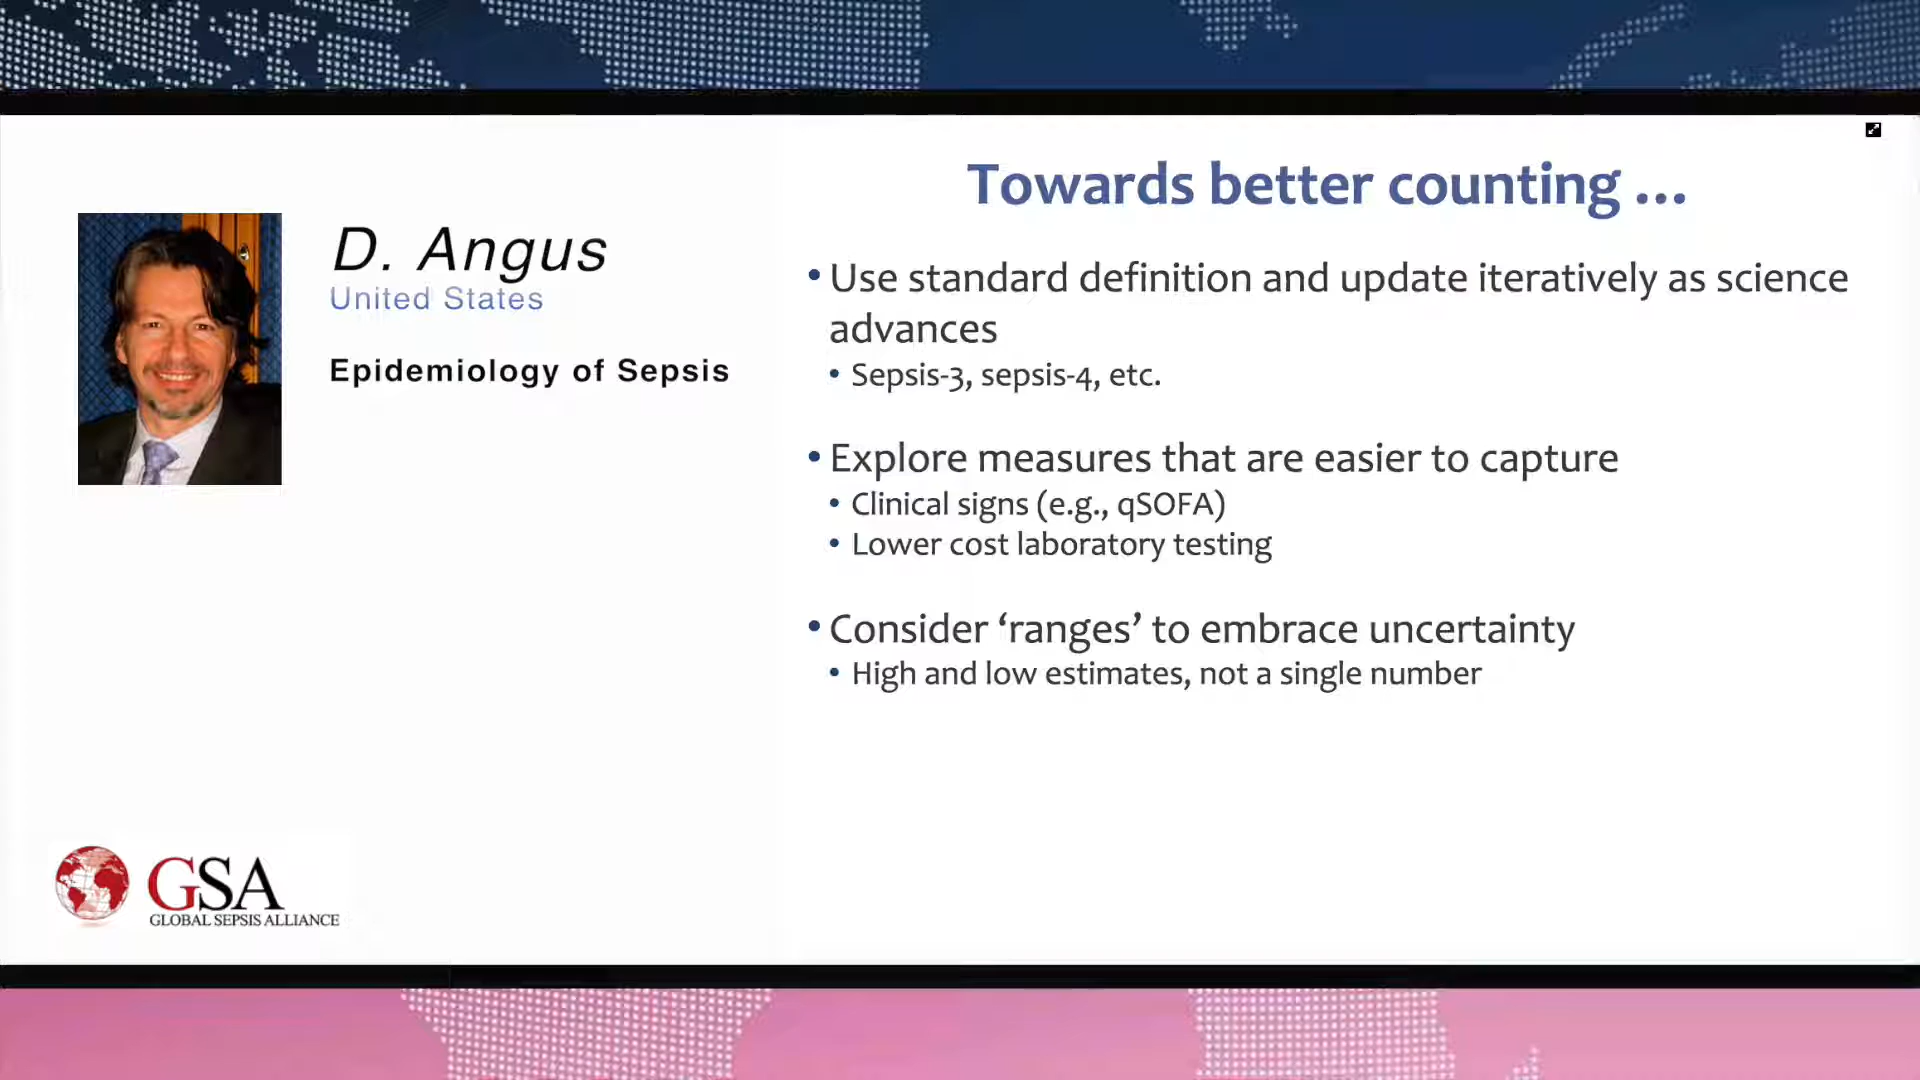 D. Angus
United States
Epidemiology of Sepsis
Towards better counting ...
• Use standard definition and update iteratively as science
advances
• Sepsis-3, sepsis-4, etc.
• Explore measures that are easier to capture
• Clinical signs (e.g., qSOFA)
• Lower cost laboratory testing
• Consider ‘ranges’ to embrace uncertainty
• High and low estimates, not a single number
GSA
GLOBAL SEPSIS ALLIANCE